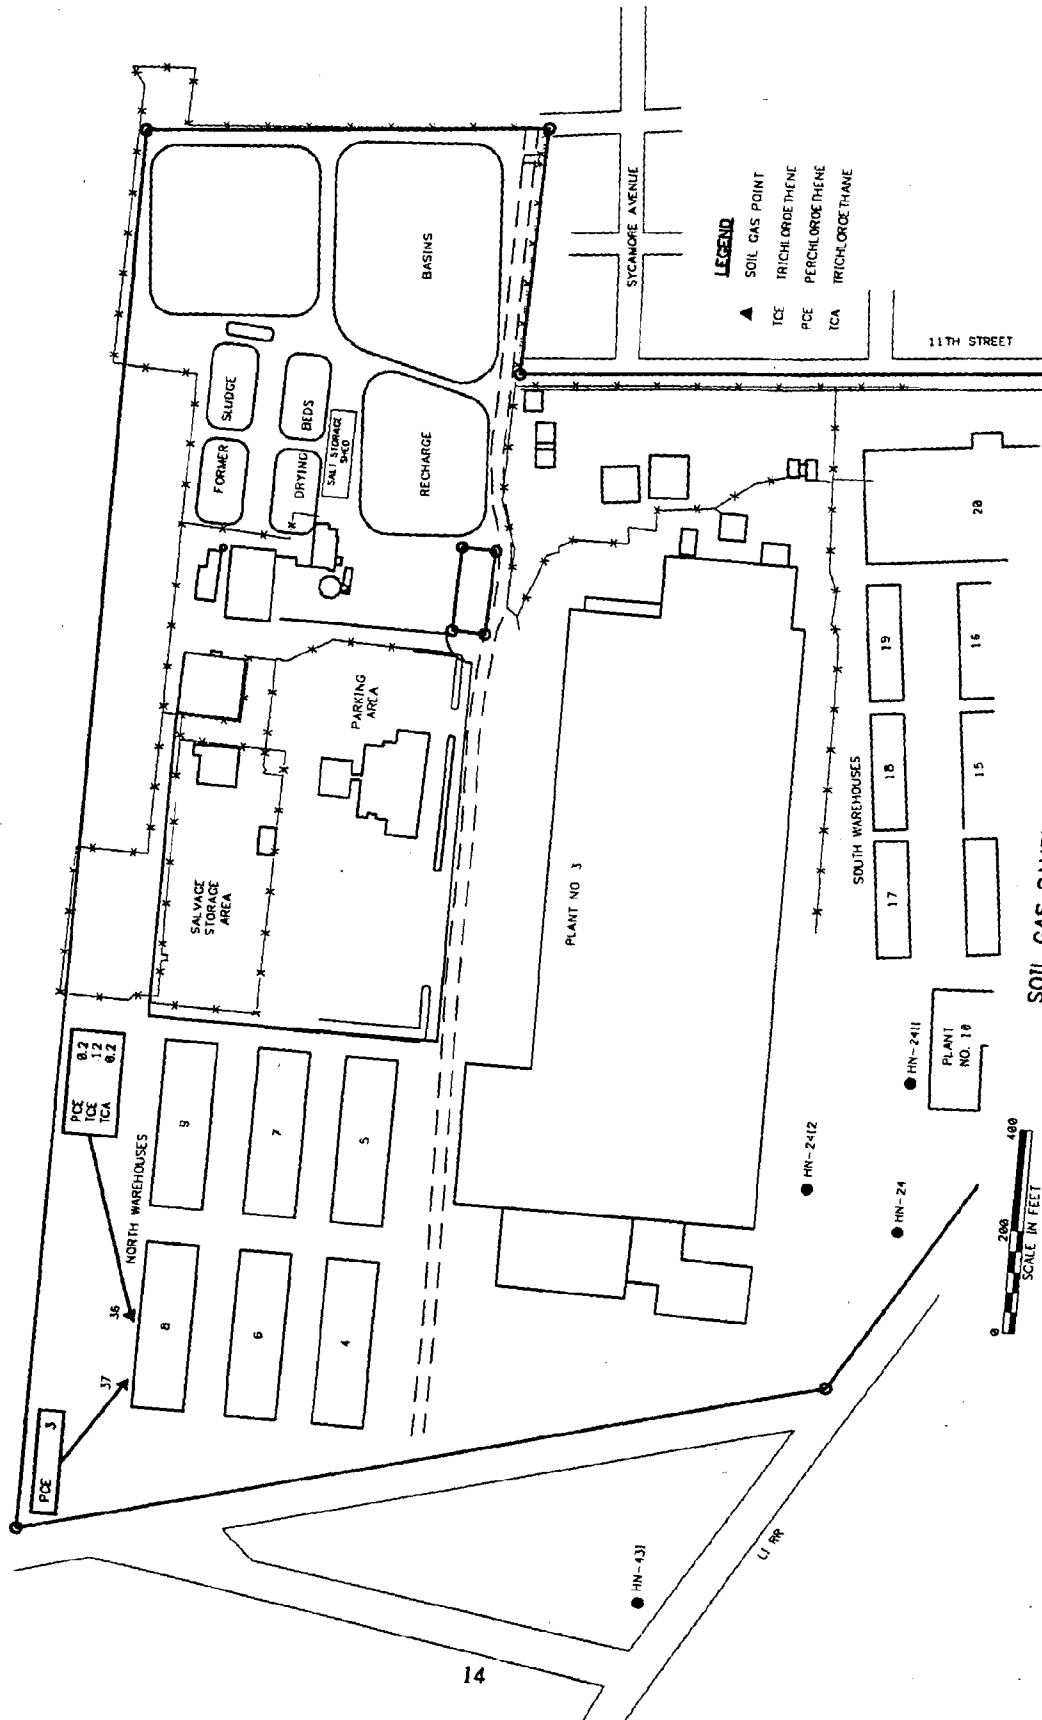 PCE 3
37
36
PCE 0.2
TCE 12
TCA 0.2
NORTH WAREHOUSES
8
9
6
7
4
5
SALVAGE
STORAGE
AREA
PARKING
AREA
FORMER
SLUDGE
DRYING
BEDS
SALT STORAGE
SHED
RECHARGE
BASINS
PLANT NO 3
SYCAMORE AVENUE
11TH STREET
LEGEND
▲ SOIL GAS POINT
TCE TRICHLOROETHENE
PCE PERCHLOROETHENE
TCA TRICHLOROETHANE
SOUTH WAREHOUSES
17
18
19
20
15
16
PLANT
NO. 10
HN-2411
HN-2412
HN-24
HN-431
LI RR
0 200 400
SCALE IN FEET
SOIL GAS
14